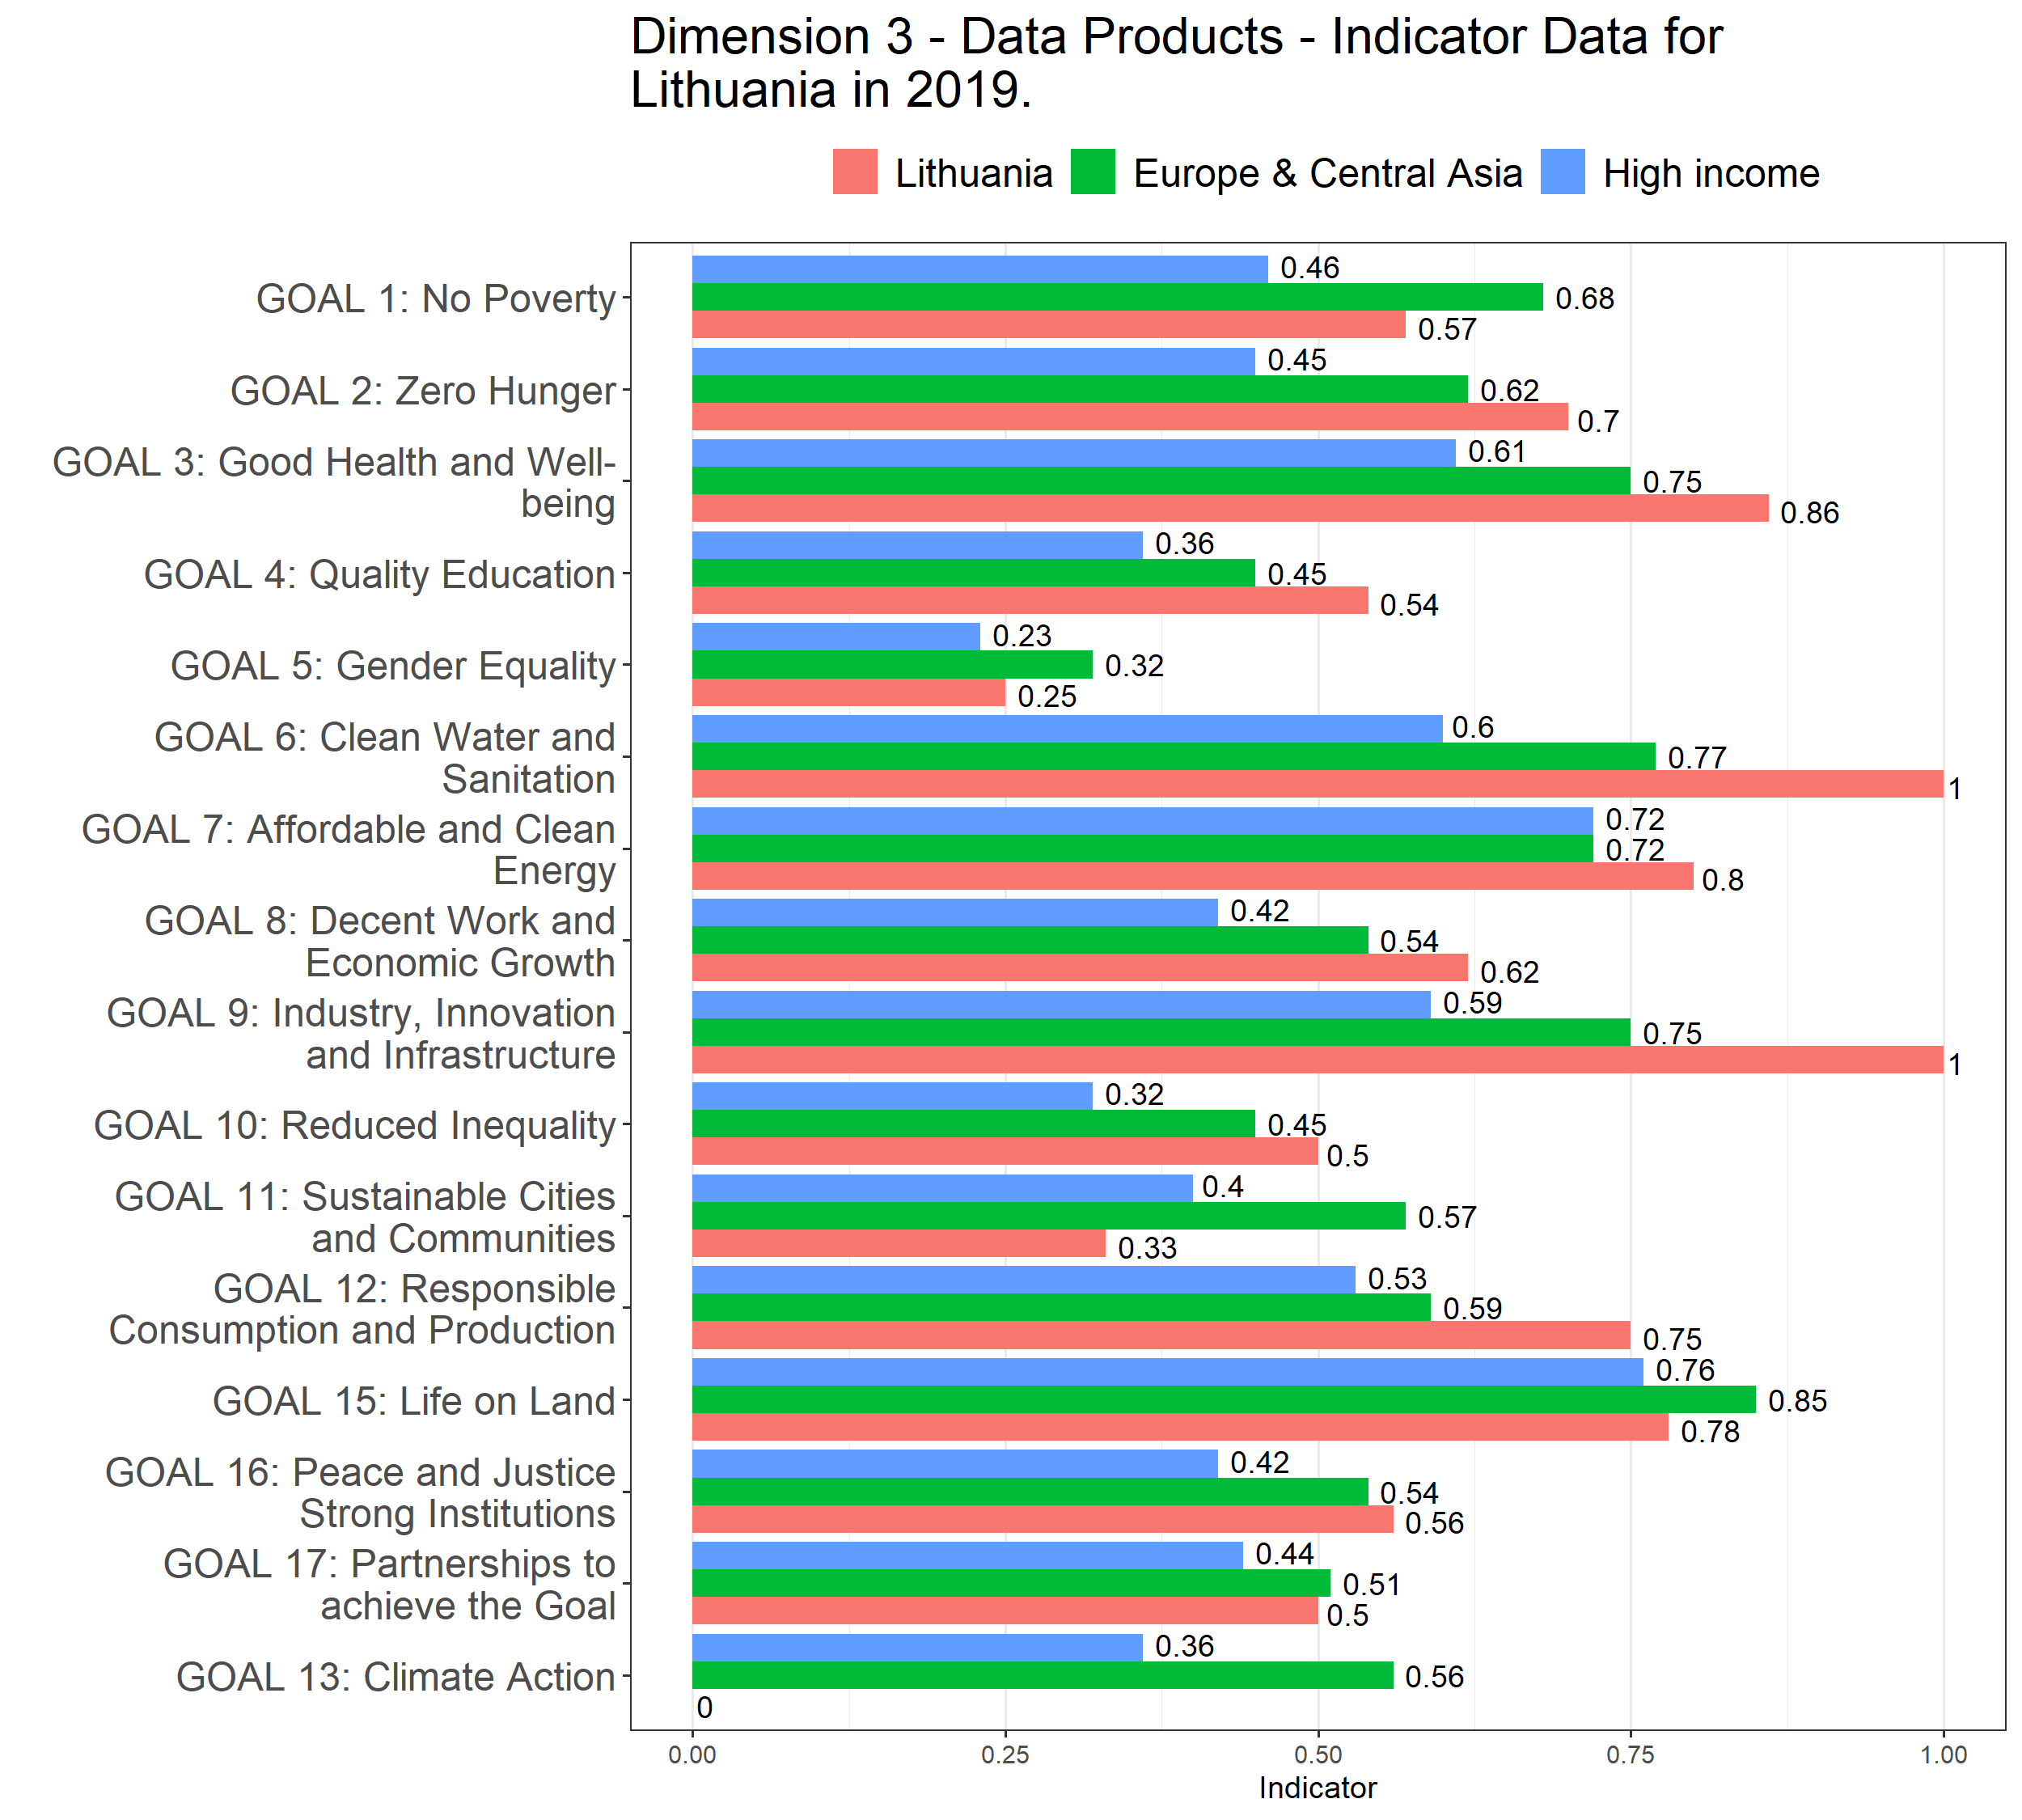 Dimension 3 - Data Products - Indicator Data for
Lithuania in 2019.
Lithuania
Europe & Central Asia
High income
GOAL 1: No Poverty
0.46
0.68
0.57
GOAL 2: Zero Hunger
0.45
0.62
0.7
GOAL 3: Good Health and Well-
being
0.61
0.75
0.86
GOAL 4: Quality Education
0.36
0.45
0.54
GOAL 5: Gender Equality
0.23
0.32
0.25
GOAL 6: Clean Water and
Sanitation
0.6
0.77
1
GOAL 7: Affordable and Clean
Energy
0.72
0.72
0.8
GOAL 8: Decent Work and
Economic Growth
0.42
0.54
0.62
GOAL 9: Industry, Innovation
and Infrastructure
0.59
0.75
1
GOAL 10: Reduced Inequality
0.32
0.45
0.5
GOAL 11: Sustainable Cities
and Communities
0.4
0.57
0.33
GOAL 12: Responsible
Consumption and Production
0.53
0.59
0.75
GOAL 15: Life on Land
0.76
0.85
0.78
GOAL 16: Peace and Justice
Strong Institutions
0.42
0.54
0.56
GOAL 17: Partnerships to
achieve the Goal
0.44
0.51
0.5
GOAL 13: Climate Action
0.36
0.56
0
0.00 0.25 0.50 0.75 1.00
Indicator